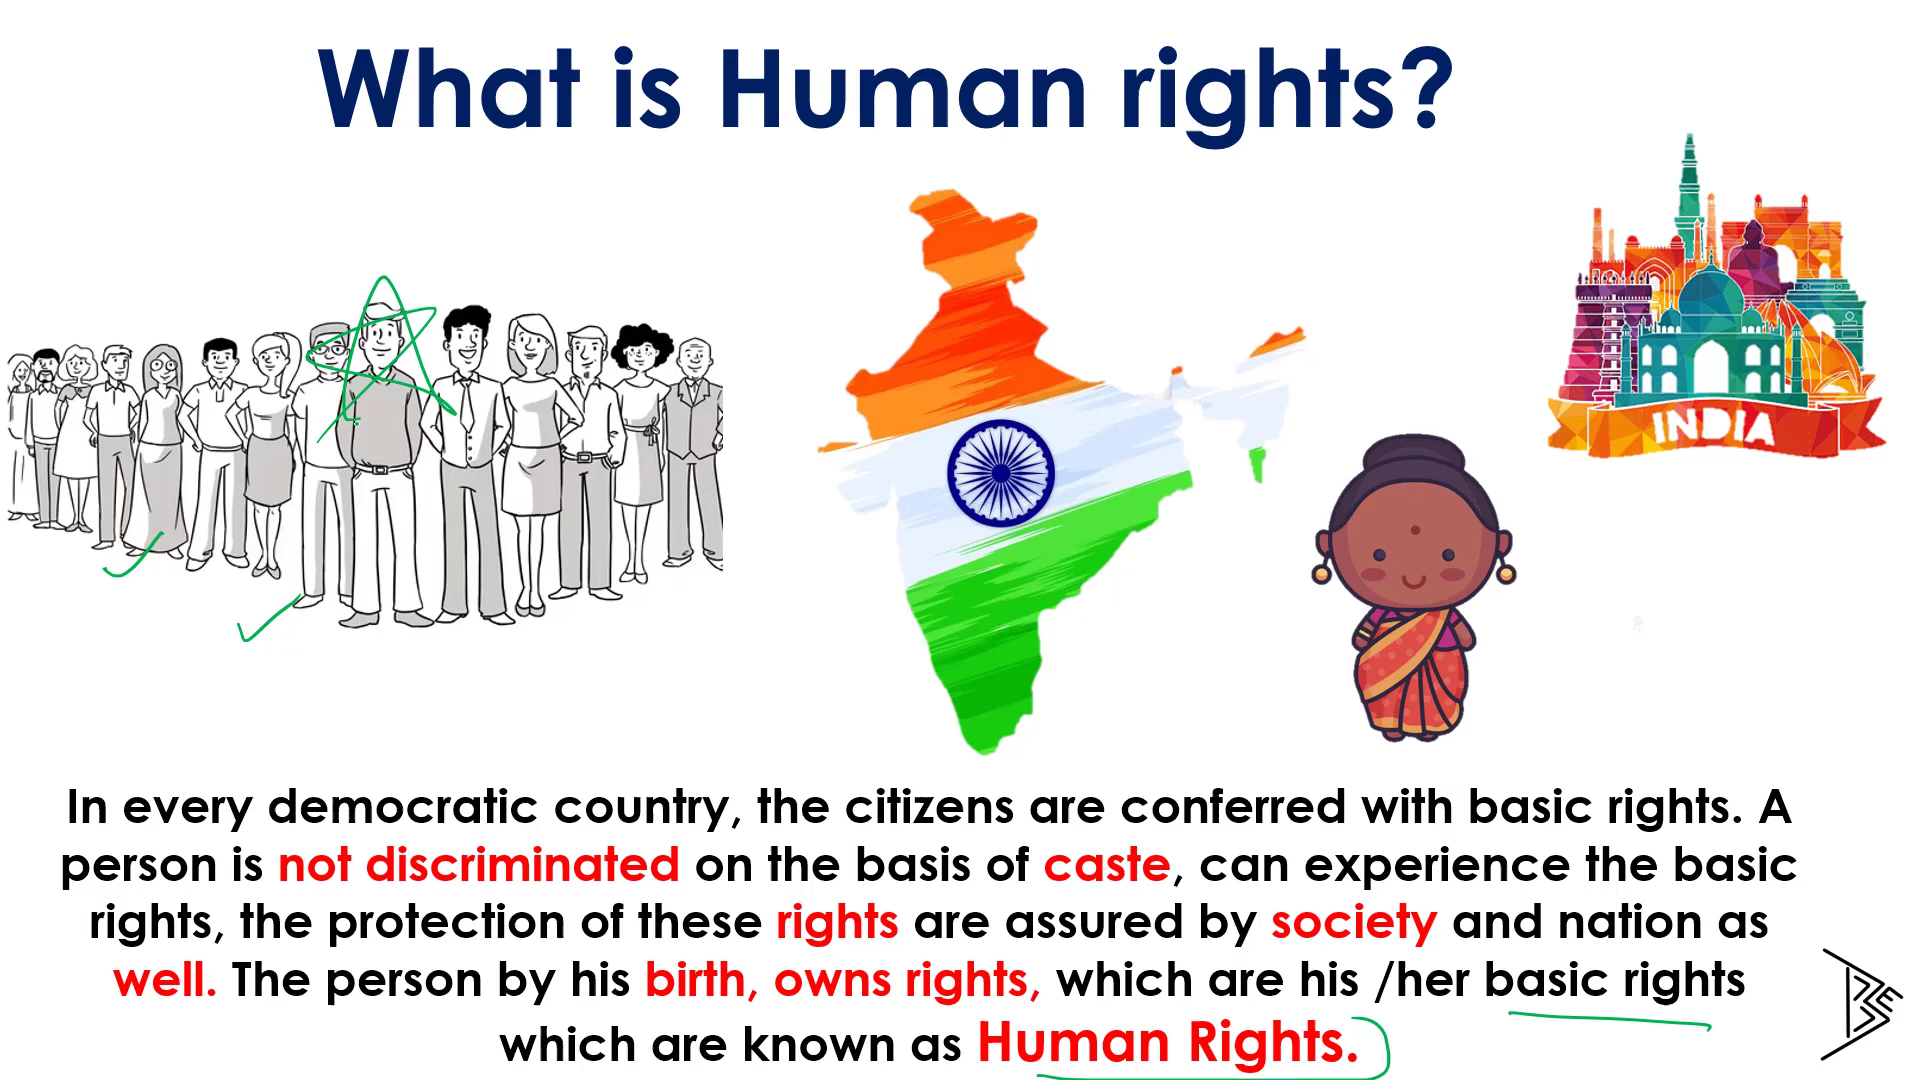 What is Human rights?
INDIA
In every democratic country, the citizens are conferred with basic rights. A
person is not discriminated on the basis of caste, can experience the basic
rights, the protection of these rights are assured by society and nation as
well. The person by his birth, owns rights, which are his /her basic rights
which are known as Human Rights.